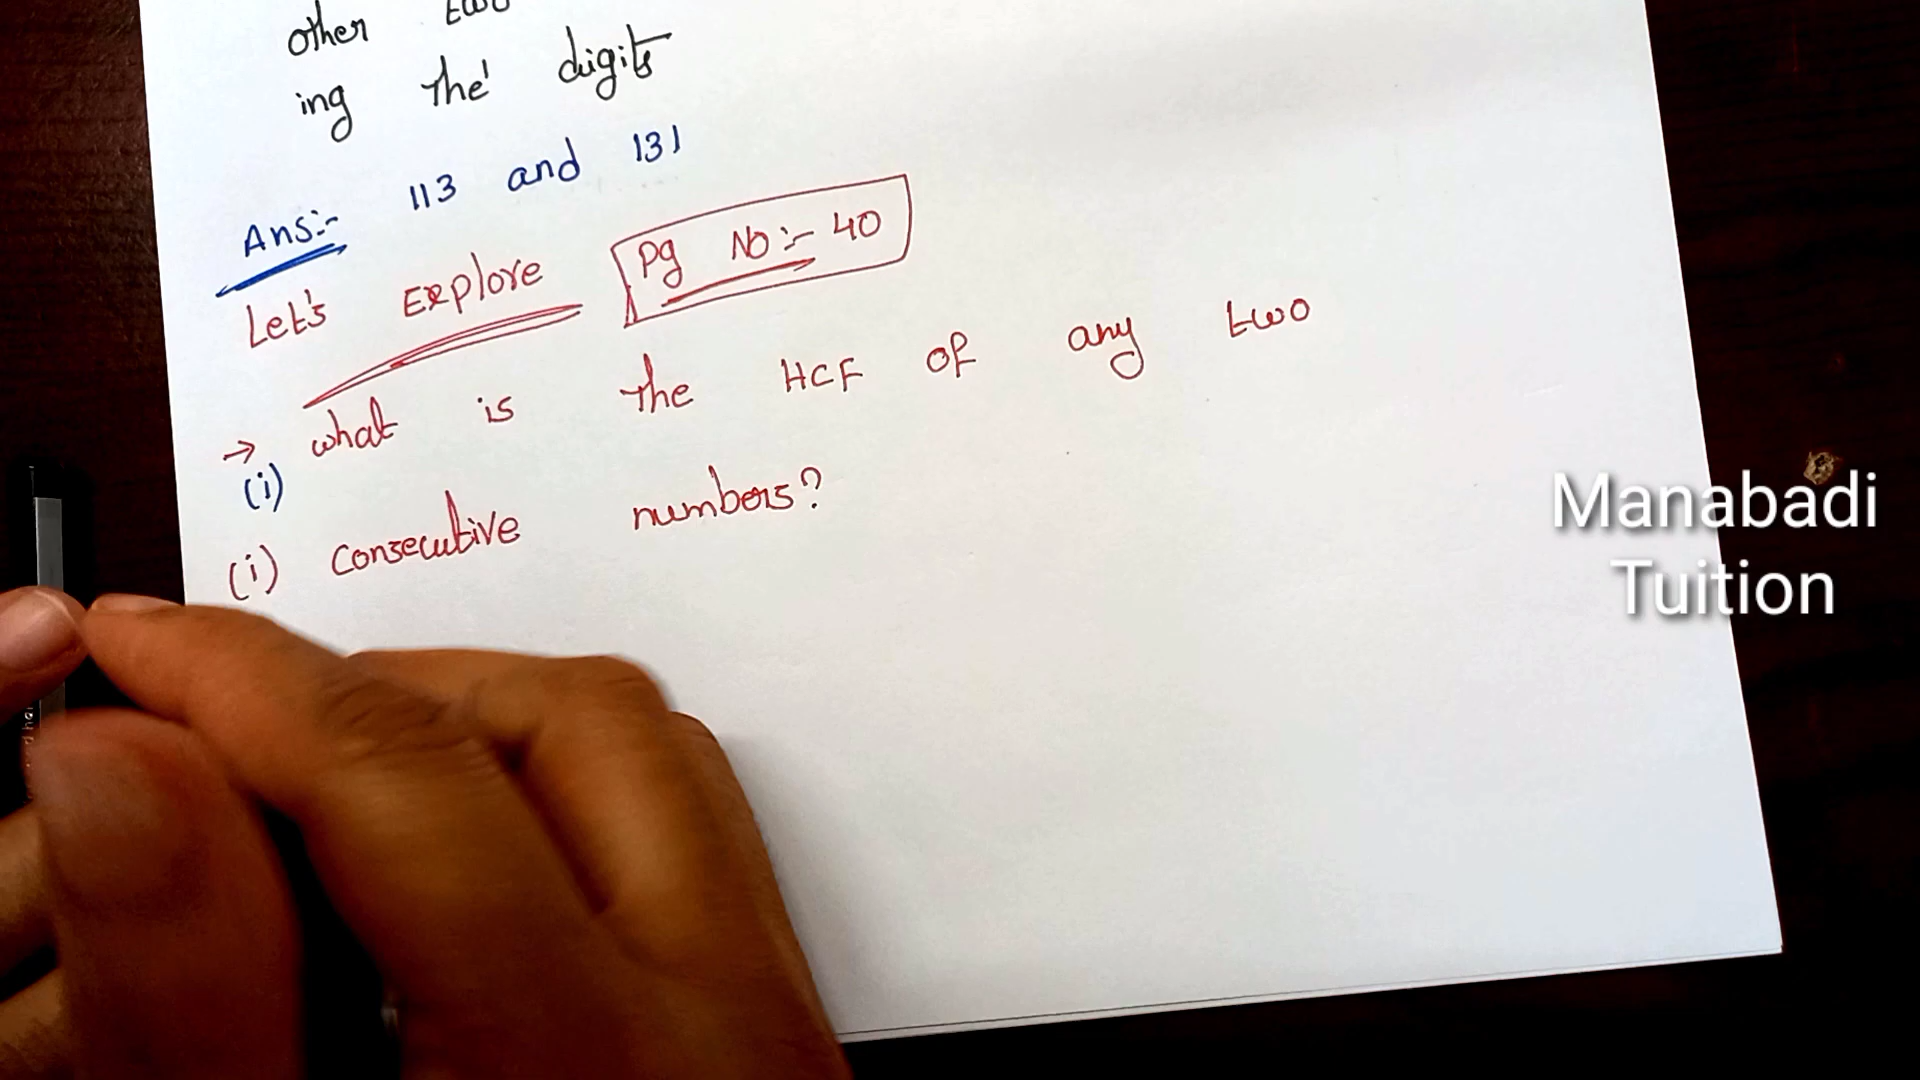 other two
ing the' digits
Ans:- 113 and 131
Let's Explore Pg No:- 40
→ what is the HCF of any two
(i)
(i) consecutive numbers?
Manabadi
Tuition